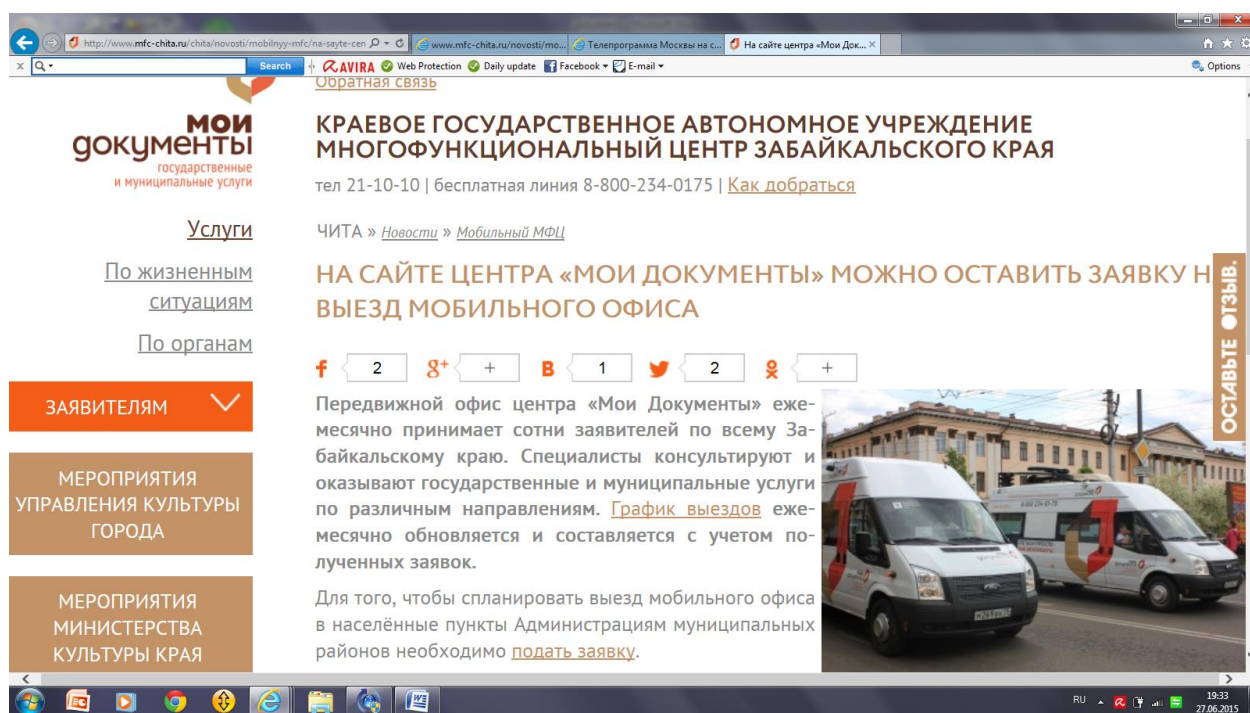 http://www.mfc-chita.ru/chita/novosti/mobilnyy-mfc/na-sayte-cen
www.mfc-chita.ru/novosti/mo...
Телепрограмма Москвы на с...
На сайте центра «Мои Док...
Search
AVIRA
Web Protection
Daily update
Facebook
E-mail
Options
Обратная связь
мои
документы
государственные
и муниципальные услуги
КРАЕВОЕ ГОСУДАРСТВЕННОЕ АВТОНОМНОЕ УЧРЕЖДЕНИЕ
МНОГОФУНКЦИОНАЛЬНЫЙ ЦЕНТР ЗАБАЙКАЛЬСКОГО КРАЯ
тел 21-10-10 | бесплатная линия 8-800-234-0175 | Как добраться
Услуги
По жизненным
ситуациям
По органам
ЗАЯВИТЕЛЯМ
МЕРОПРИЯТИЯ
УПРАВЛЕНИЯ КУЛЬТУРЫ
ГОРОДА
МЕРОПРИЯТИЯ
МИНИСТЕРСТВА
КУЛЬТУРЫ КРАЯ
ЧИТА » Новости » Мобильный МФЦ
НА САЙТЕ ЦЕНТРА «МОИ ДОКУМЕНТЫ» МОЖНО ОСТАВИТЬ ЗАЯВКУ Н
ВЫЕЗД МОБИЛЬНОГО ОФИСА
f 2 g+ + B 1 2 +
Передвижной офис центра «Мои Документы» еже-
месячно принимает сотни заявителей по всему За-
байкальскому краю. Специалисты консультируют и
оказывают государственные и муниципальные услуги
по различным направлениям. График выездов еже-
месячно обновляется и составляется с учетом по-
лученных заявок.
Для того, чтобы спланировать выезд мобильного офиса
в населённые пункты Администрациям муниципальных
районов необходимо подать заявку.
ОСТАВЬТЕ ОТЗЫВ.
RU
19:33
27.06.2015